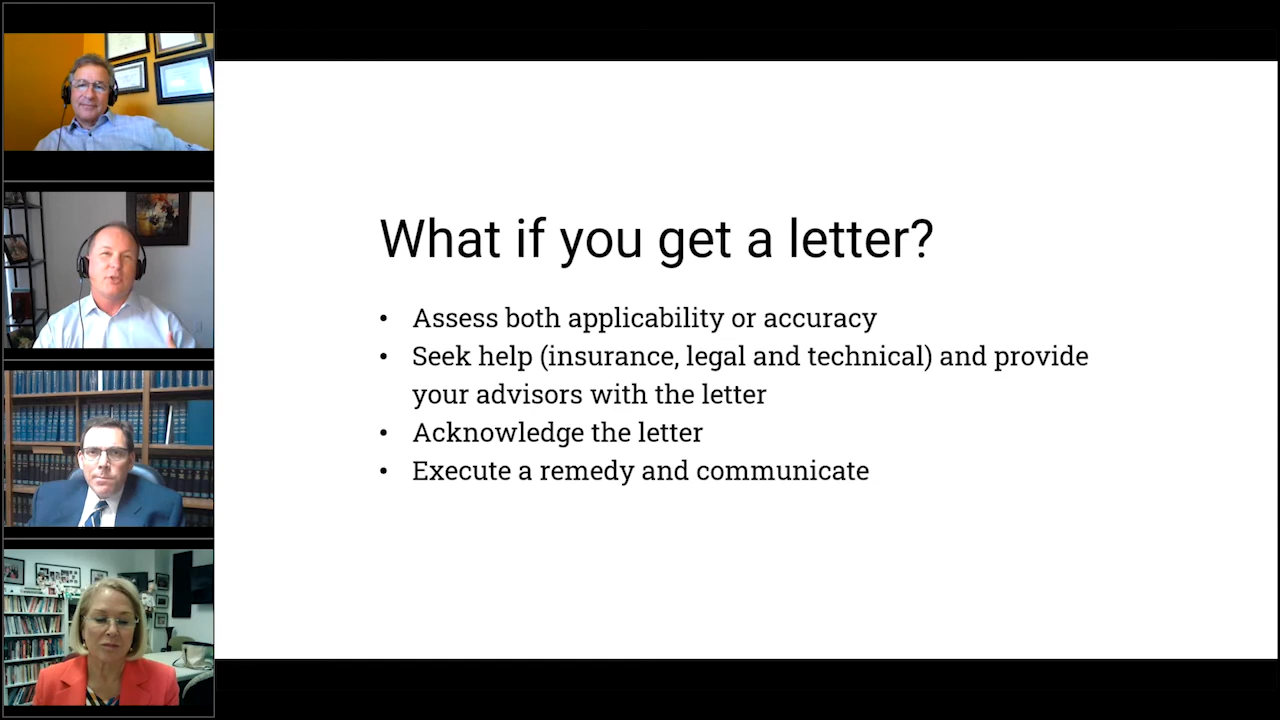 What if you get a letter?
• Assess both applicability or accuracy
• Seek help (insurance, legal and technical) and provide
your advisors with the letter
• Acknowledge the letter
• Execute a remedy and communicate